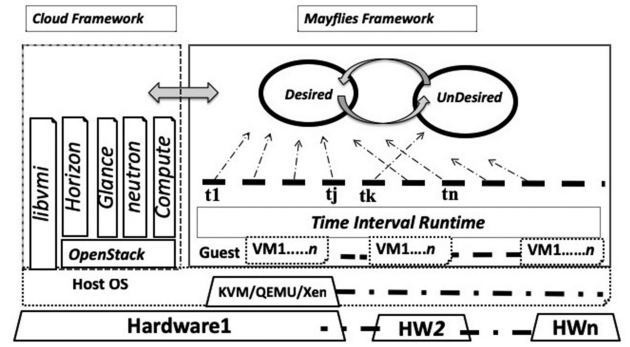 Cloud Framework
Mayflies Framework
Desired
UnDesired
libvmi
Horizon
Glance
neutron
Compute
t1
tj
tk
tn
Time Interval Runtime
OpenStack
Guest
VM1.....n
VM1....n
VM1......n
Host OS
KVM/QEMU/Xen
Hardware1
HW2
HWn